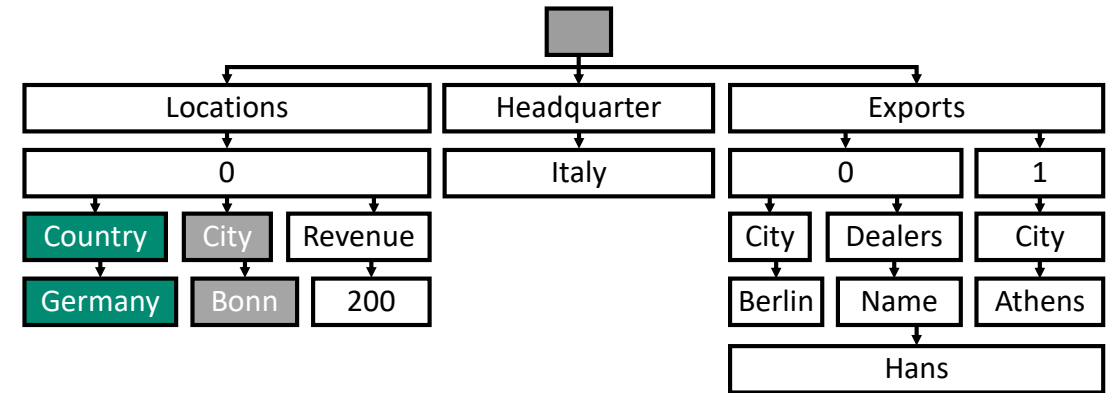 Locations Headquarter Exports
0 Italy 0 1
Country City Revenue City Dealers City
Germany Bonn 200 Berlin Name Athens
Hans